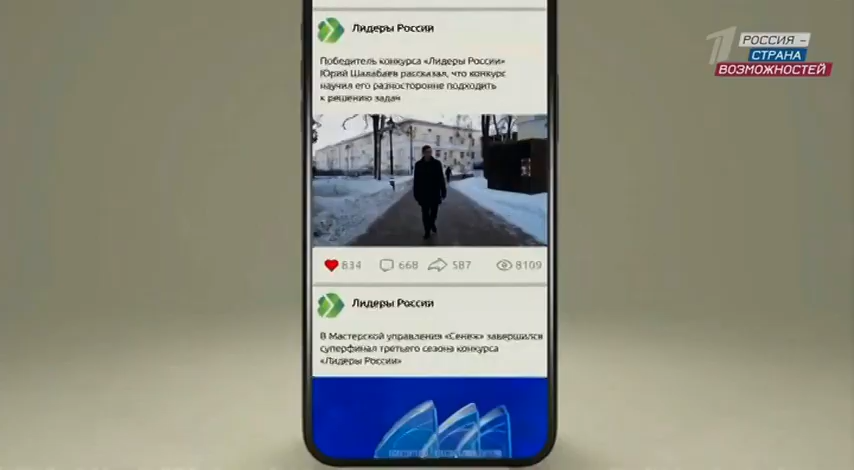 Лидеры России
Победитель конкурса «Лидеры России»
Юрий Шалабаев рассказал, что конкурс
научил его разносторонне подходить
к решению задач
834 668 587 8109
Лидеры России
В Мастерской управления «Сенеж» завершился
суперфинал третьего сезона конкурса
«Лидеры России»
1 РОССИЯ –
СТРАНА
ВОЗМОЖНОСТЕЙ